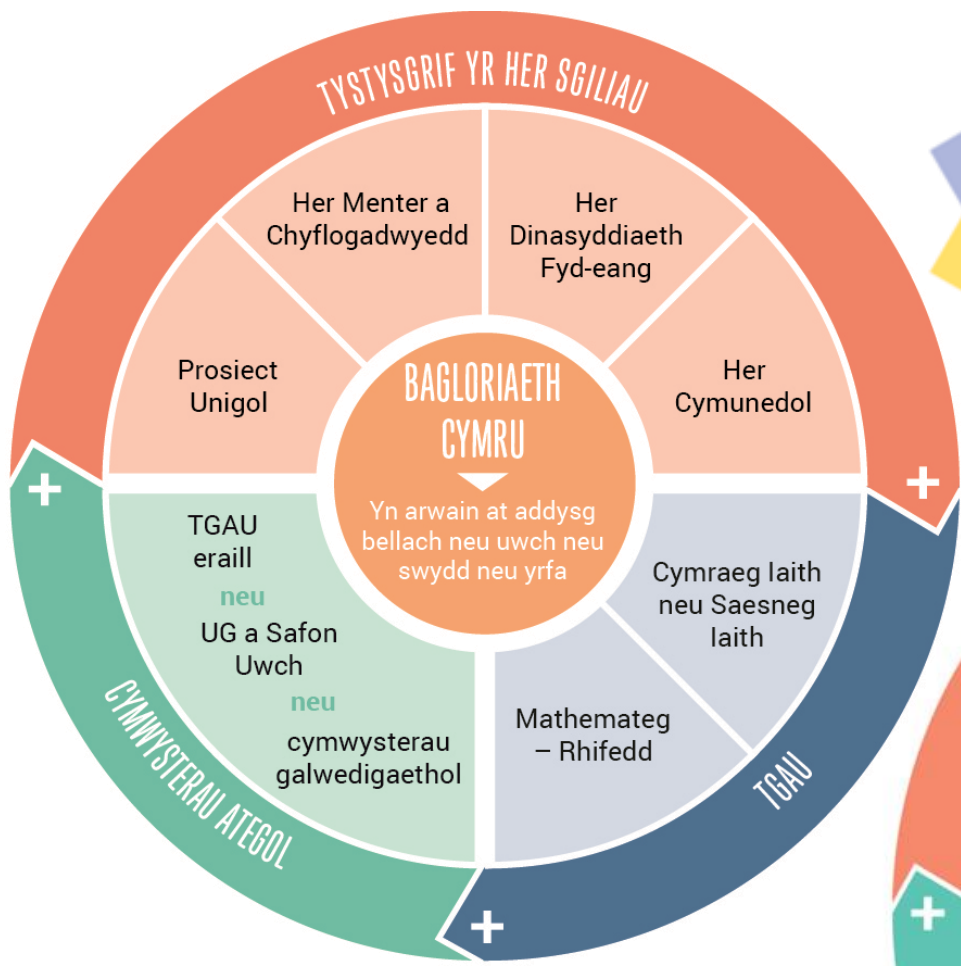 TYSTYSGRIF YR HER SGILIAU
Her Menter a
Chyflogadwyedd
Her
Dinasyddiaeth
Fyd-eang
Prosiect
Unigol
Her
Cymunedol
BAGLORIAETH
CYMRU
Yn arwain at addysg
bellach neu uwch neu
swydd neu yrfa
TGAU
eraill
neu
UG a Safon
Uwch
neu
cymwysterau
galwedigaethol
Cymraeg Iaith
neu Saesneg
Iaith
Mathemateg
– Rhifedd
CYMWYSTERAU ATEGOL
TGAU
+
+
+
+